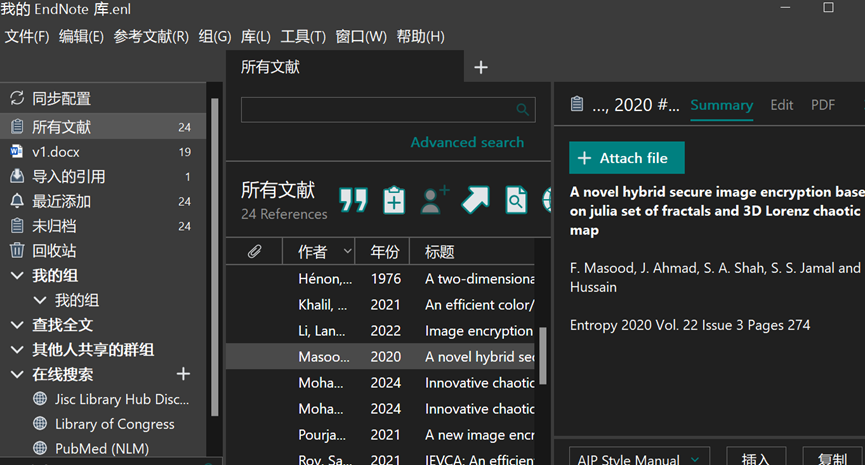 我的 EndNote 库.enl
文件(F) 编辑(E) 参考文献(R) 组(G) 库(L) 工具(T) 窗口(W) 帮助(H)
同步配置
所有文献 24
v1.docx 19
导入的引用 1
最近添加 24
未归档 24
回收站
我的组
我的组
查找全文
其他人共享的群组
在线搜索 +
Jisc Library Hub Disc...
Library of Congress
PubMed (NLM)
所有文献 +
Advanced search
所有文献
24 References
作者 年份 标题
Hénon,... 1976 A two-dimensiona
Khalil, ... 2021 An efficient color/
Li, Lan... 2022 Image encryption
Masoo... 2020 A novel hybrid sec
Moha... 2024 Innovative chaotic
Moha... 2024 Innovative chaotic
Pourja... 2021 A new image encr
Roy, Sa... 2021 IEVCA: An efficien
..., 2020 #... Summary Edit PDF
+ Attach file
A novel hybrid secure image encryption base
on julia set of fractals and 3D Lorenz chaotic
map
F. Masood, J. Ahmad, S. A. Shah, S. S. Jamal and
Hussain
Entropy 2020 Vol. 22 Issue 3 Pages 274
AIP Style Manual 插入 复制